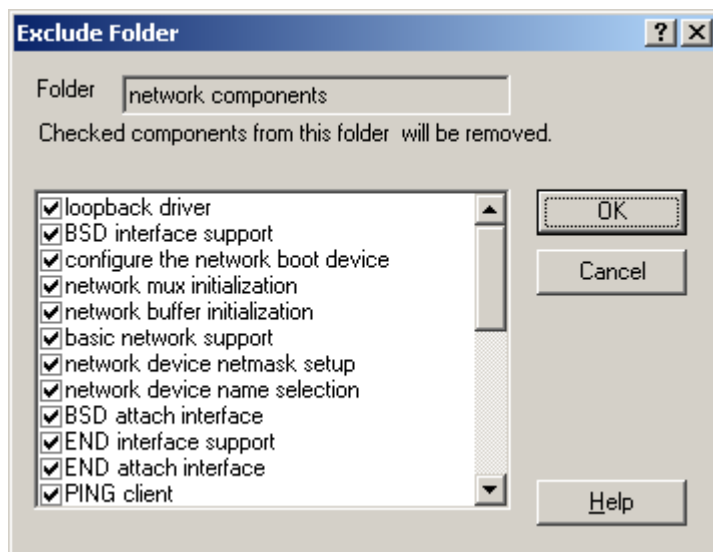 Exclude Folder
Folder network components
Checked components from this folder will be removed.
loopback driver
BSD interface support
configure the network boot device
network mux initialization
network buffer initialization
basic network support
network device netmask setup
network device name selection
BSD attach interface
END interface support
END attach interface
PING client
OK
Cancel
Help